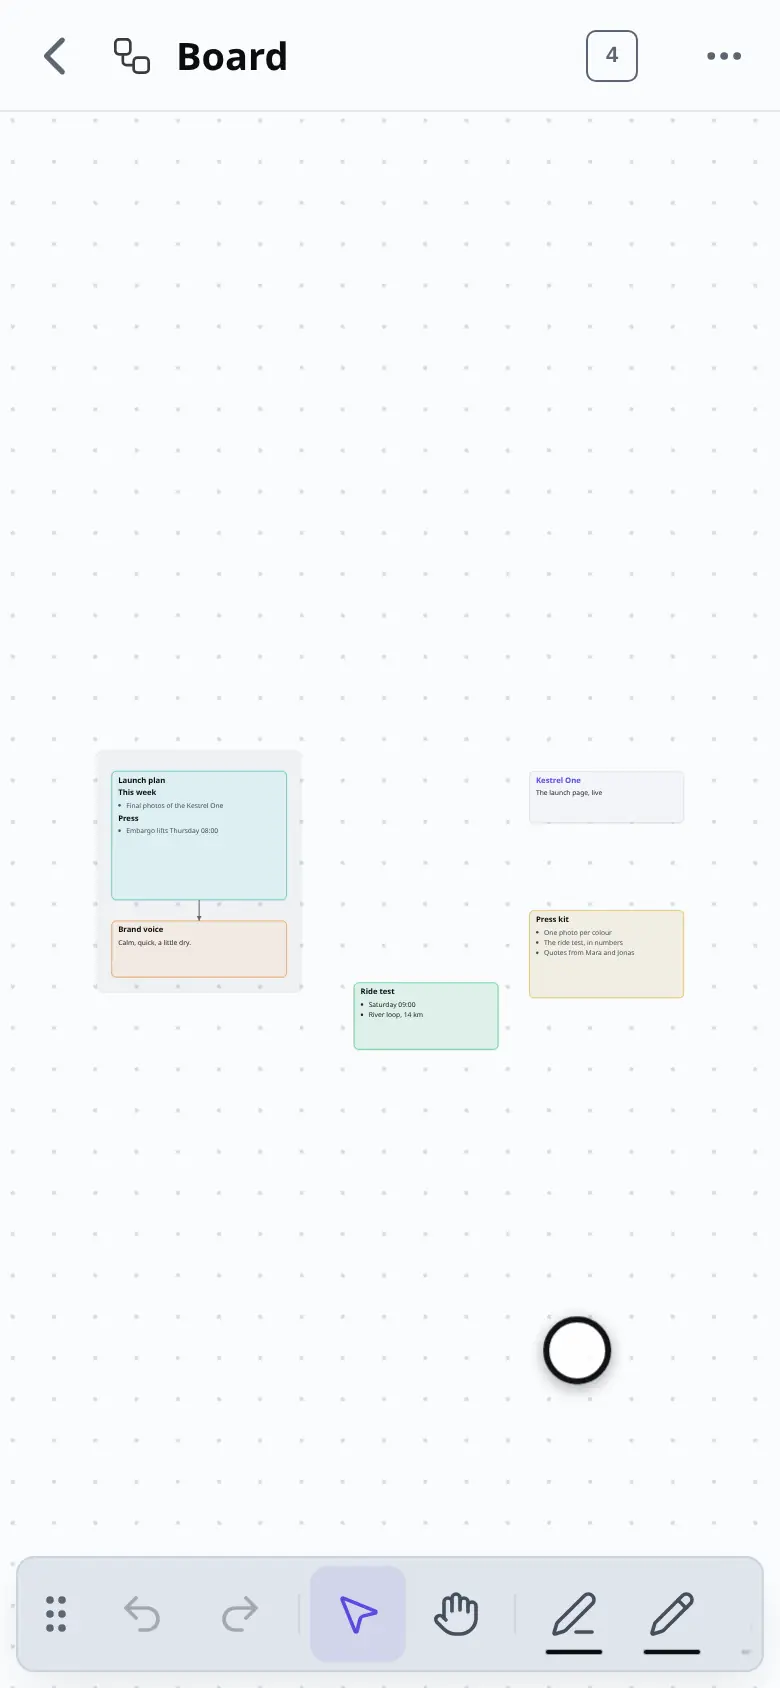 Board
4
Launch plan
This week
Final photos of the Kestrel One
Press
Embargo lifts Thursday 08:00
Brand voice
Calm, quick, a little dry.
Kestrel One
The launch page, live
Press kit
One photo per colour
The ride test, in numbers
Quotes from Mara and Jonas
Ride test
Saturday 09:00
River loop, 14 km